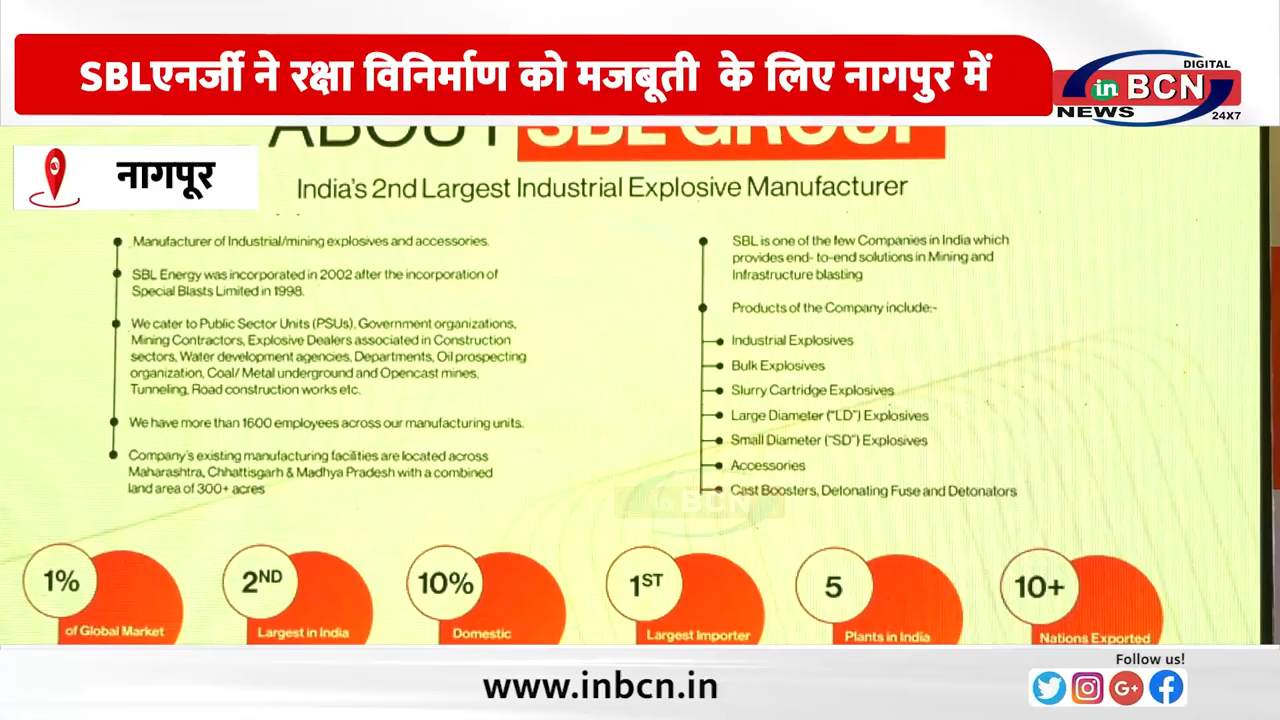 SBLएनर्जी ने रक्षा विनिर्माण को मजबूती के लिए नागपुर में
DIGITAL
in BCN
NEWS
24X7
ABOUT SBL GROUP
नागपूर
India's 2nd Largest Industrial Explosive Manufacturer
Manufacturer of Industrial/mining explosives and accessories.
SBL Energy was incorporated in 2002 after the incorporation of
Special Blasts Limited in 1998.
We cater to Public Sector Units (PSUs), Government organizations,
Mining Contractors, Explosive Dealers associated in Construction
sectors, Water development agencies, Departments, Oil prospecting
organization, Coal/ Metal underground and Opencast mines,
Tunneling, Road construction works etc.
We have more than 1600 employees across our manufacturing units.
Company's existing manufacturing facilities are located across
Maharashtra, Chhattisgarh & Madhya Pradesh with a combined
land area of 300+ acres
SBL is one of the few Companies in India which
provides end- to-end solutions in Mining and
Infrastructure blasting
Products of the Company include:-
Industrial Explosives
Bulk Explosives
Slurry Cartridge Explosives
Large Diameter ("LD") Explosives
Small Diameter ("SD") Explosives
Accessories
Cast Boosters, Detonating Fuse and Detonators
in BCN
1%
of Global Market
2ND
Largest in India
10%
Domestic
1ST
Largest Importer
5
Plants in India
10+
Nations Exported
www.inbcn.in
Follow us!